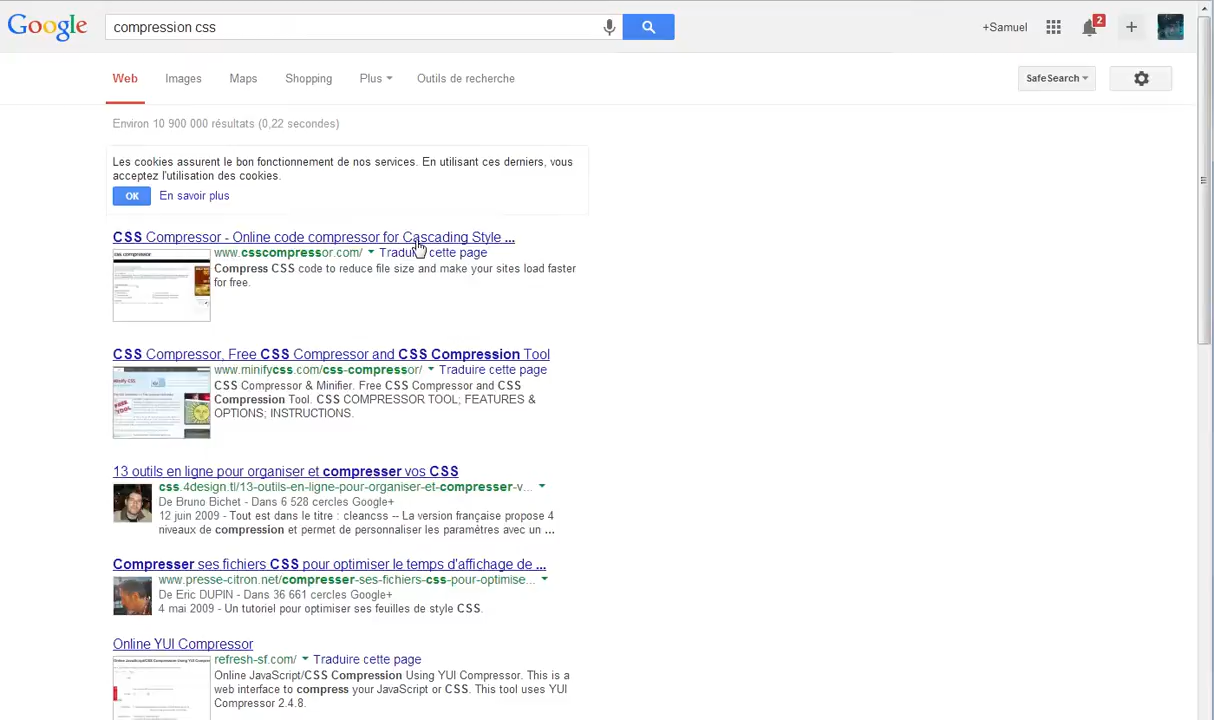 Google
compression css
+Samuel
2
Web Images Maps Shopping Plus Outils de recherche
SafeSearch
Environ 10 900 000 résultats (0,22 secondes)
Les cookies assurent le bon fonctionnement de nos services. En utilisant ces derniers, vous
acceptez l'utilisation des cookies.
OK En savoir plus
CSS Compressor - Online code compressor for Cascading Style ...
www.csscompressor.com/ Traduire cette page
Compress CSS code to reduce file size and make your sites load faster
for free.
CSS Compressor, Free CSS Compressor and CSS Compression Tool
www.minifycss.com/css-compressor/ Traduire cette page
CSS Compressor & Minifier. Free CSS Compressor and CSS
Compression Tool. CSS COMPRESSOR TOOL; FEATURES &
OPTIONS; INSTRUCTIONS.
13 outils en ligne pour organiser et compresser vos CSS
css.4design.tl/13-outils-en-ligne-pour-organiser-et-compresser-v...
De Bruno Bichet - Dans 6 528 cercles Google+
12 juin 2009 - Tout est dans le titre : cleancss -- La version française propose 4
niveaux de compression et permet de personnaliser les paramètres avec un ...
Compresser ses fichiers CSS pour optimiser le temps d'affichage de ...
www.presse-citron.net/compresser-ses-fichiers-css-pour-optimise...
De Eric DUPIN - Dans 36 661 cercles Google+
4 mai 2009 - Un tutoriel pour optimiser ses feuilles de style CSS.
Online YUI Compressor
refresh-sf.com/ Traduire cette page
Online JavaScript/CSS Compression Using YUI Compressor. This is a
web interface to compress your JavaScript or CSS. This tool uses YUI
Compressor 2.4.8.